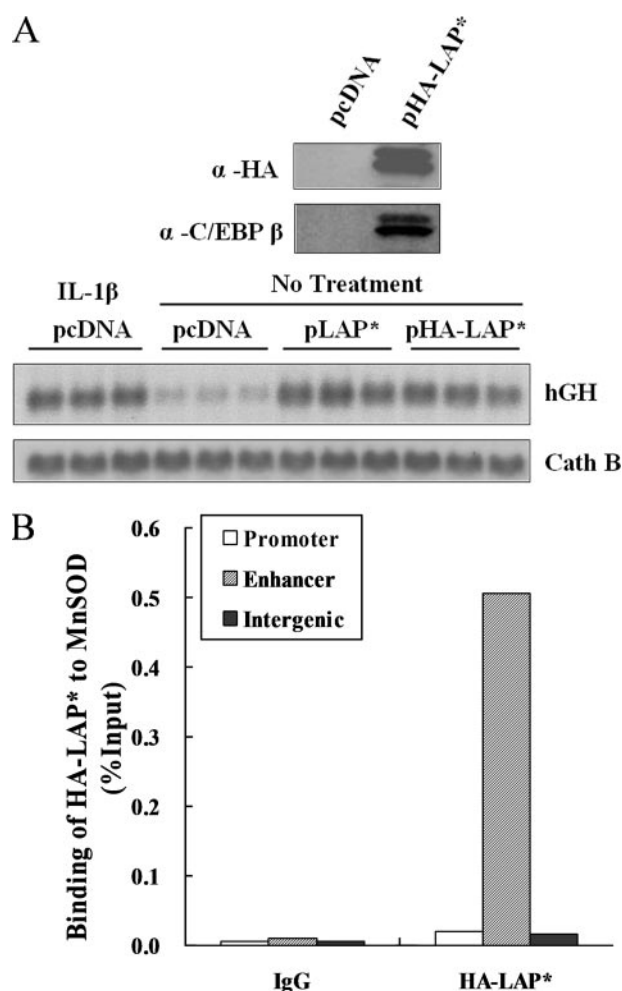 A
pcDNA
pHA-LAP*
α -HA
α -C/EBP β
IL-1β
No Treatment
pcDNA
pcDNA
pLAP*
pHA-LAP*
hGH
Cath B
B
Binding of HA-LAP* to MnSOD
(%Input)
0.6
0.5
0.4
0.3
0.2
0.1
0.0
Promoter
Enhancer
Intergenic
IgG
HA-LAP*